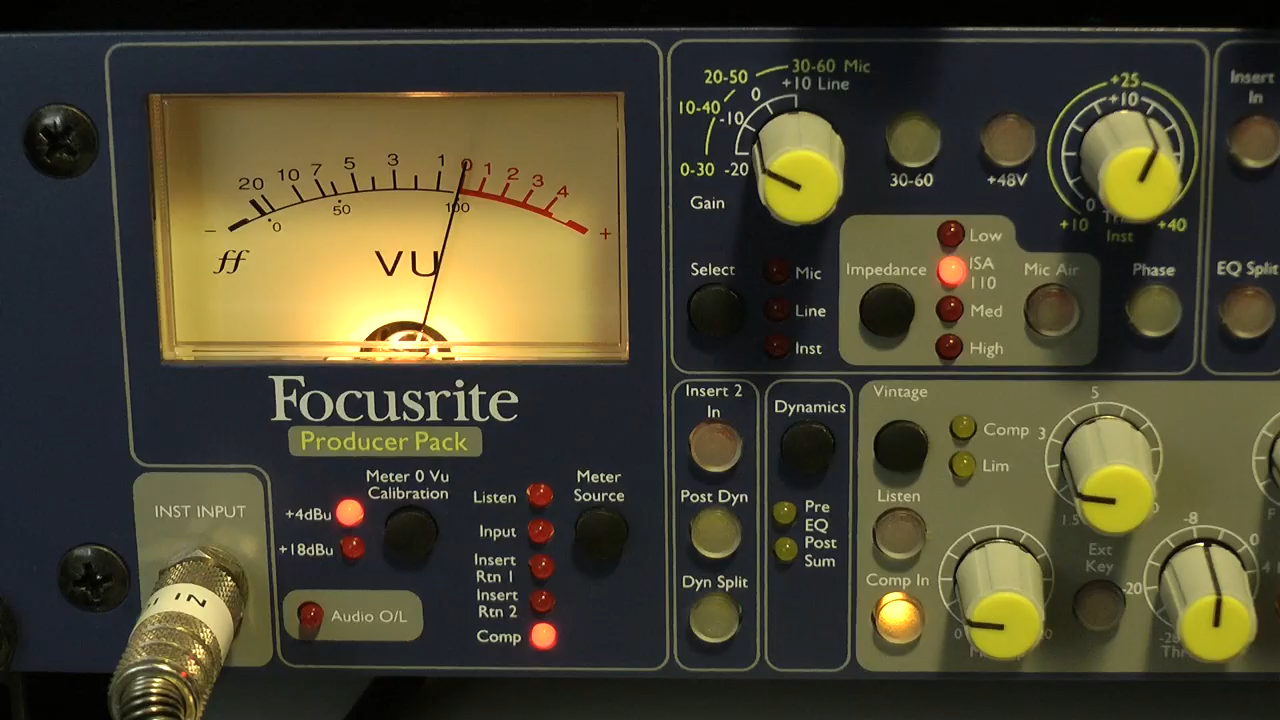 20 10 7 5 3 1 0 1 2 3 4
- 0 50 100 +
ff
VU
Focusrite
Producer Pack
INST INPUT
IN
Meter 0 Vu
Calibration
+4dBu
+18dBu
Audio O/L
Listen
Input
Insert
Rtn 1
Insert
Rtn 2
Comp
Meter
Source
30-60 Mic
+10 Line
20-50
0
10-40
-10
0-30 -20
Gain
30-60
+48V
+25
+10
0
+10
+40
Inst
Select
Mic
Line
Inst
Impedance
Low
ISA
110
Med
High
Mic Air
Phase
Insert
In
EQ Split
Insert 2
In
Post Dyn
Dyn Split
Dynamics
Pre
EQ
Post
Sum
Vintage
Comp
Lim
Listen
Comp In
5
3
1.5
Ext
Key
0
-8
0
-20